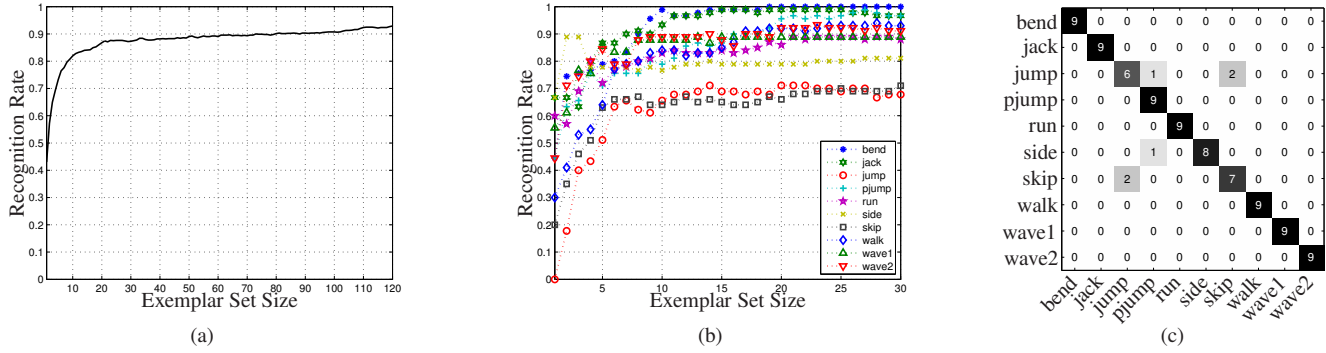 1
0.9
0.8
0.7
0.6
0.5
0.4
0.3
0.2
0.1
0
Recognition Rate
10 20 30 40 50 60 70 80 90 100 110 120
Exemplar Set Size
(a)
1
0.9
0.8
0.7
0.6
0.5
0.4
0.3
0.2
0.1
0
Recognition Rate
bend
jack
jump
pjump
run
side
skip
walk
wave1
wave2
5 10 15 20 25 30
Exemplar Set Size
(b)
bend 9 0 0 0 0 0 0 0 0 0
jack 0 9 0 0 0 0 0 0 0 0
jump 0 0 6 1 0 0 2 0 0 0
pjump 0 0 0 9 0 0 0 0 0 0
run 0 0 0 0 9 0 0 0 0 0
side 0 0 0 1 0 8 0 0 0 0
skip 0 0 2 0 0 0 7 0 0 0
walk 0 0 0 0 0 0 0 9 0 0
wave1 0 0 0 0 0 0 0 0 9 0
wave2 0 0 0 0 0 0 0 0 0 9
bend jack jump pjump run side skip walk wave1 wave2
(c)